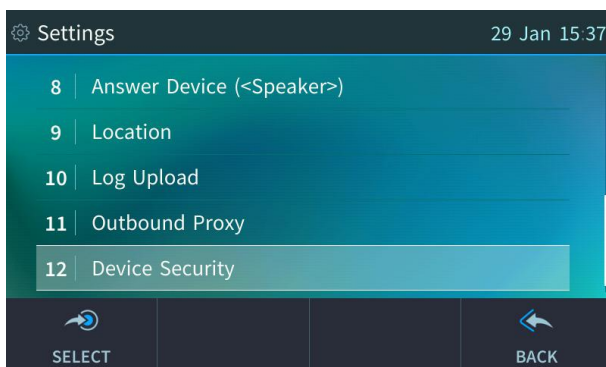 Settings 29 Jan 15:37
8 Answer Device (<Speaker>)
9 Location
10 Log Upload
11 Outbound Proxy
12 Device Security
SELECT BACK